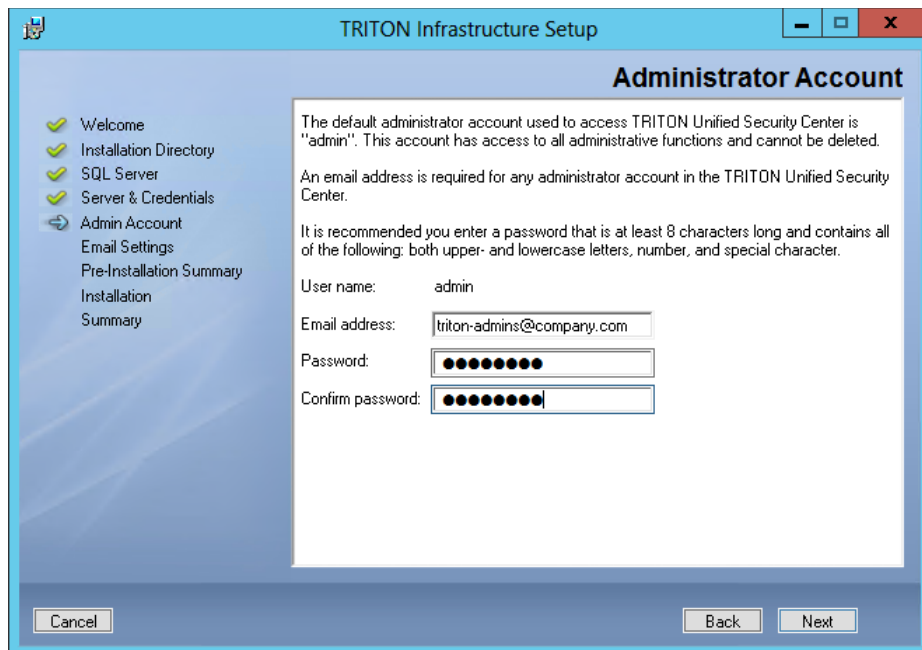 TRITON Infrastructure Setup
Administrator Account
Welcome
Installation Directory
SQL Server
Server & Credentials
Admin Account
Email Settings
Pre-Installation Summary
Installation
Summary
The default administrator account used to access TRITON Unified Security Center is
"admin". This account has access to all administrative functions and cannot be deleted.
An email address is required for any administrator account in the TRITON Unified Security
Center.
It is recommended you enter a password that is at least 8 characters long and contains all
of the following: both upper- and lowercase letters, number, and special character.
User name: admin
Email address: triton-admins@company.com
Password: ●●●●●●●●
Confirm password: ●●●●●●●●
Cancel
Back
Next